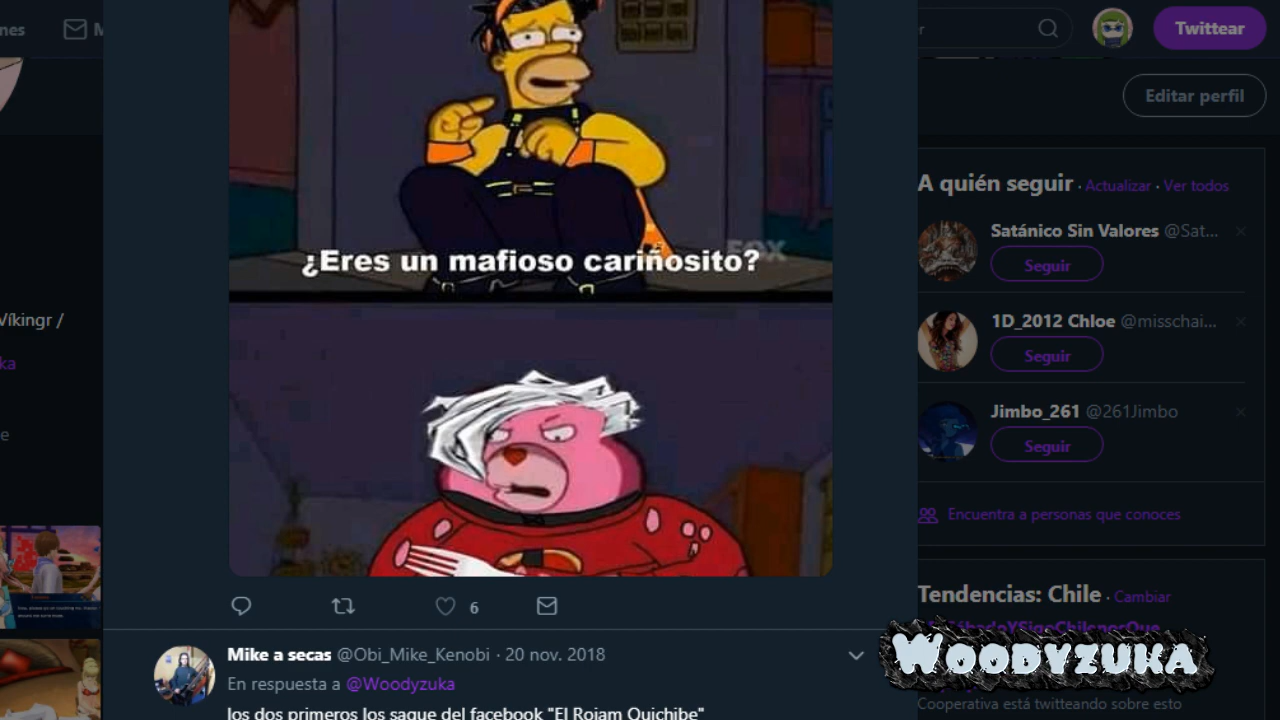 nes
M
r
Twittear
Editar perfil
¿Eres un mafioso cariñosito?
FOX
A quién seguir · Actualizar · Ver todos
Satánico Sin Valores @Sat...
Seguir
Víkingr /
1D_2012 Chloe @misschai...
Seguir
ka
Jimbo_261 @261Jimbo
Seguir
e
Encuentra a personas que conoces
Tendencias: Chile · Cambiar
6
WOODYZUKA
Mike a secas @Obi_Mike_Kenobi · 20 nov. 2018
En respuesta a @Woodyzuka
Cooperativa está twitteando sobre esto
los dos primeros los saque del facebook "El Rojam Quichibe"